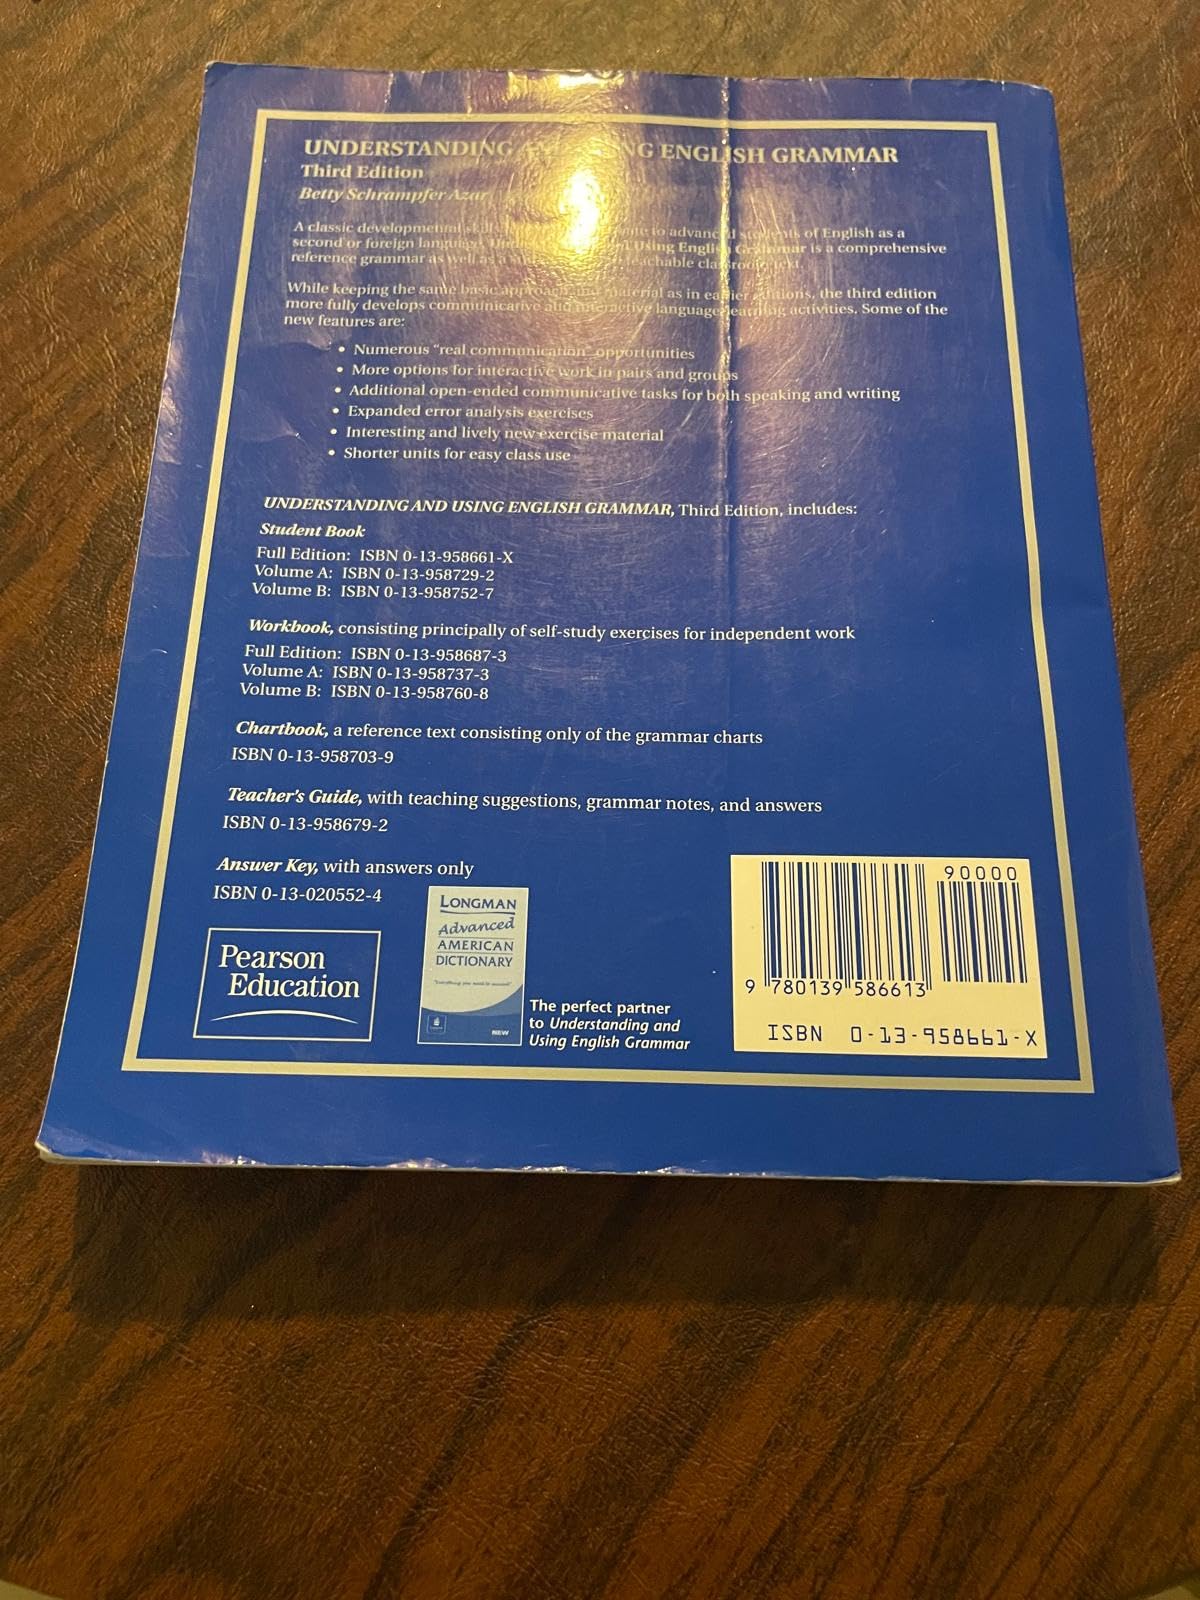 UNDERSTANDING AND USING ENGLISH GRAMMAR
Third Edition
Betty Schrampfer Azar
A classic developmental skills to advanced students of English as a
second or foreign language, Using English Grammar is a comprehensive
reference grammar as well as a teachable classroom text.
While keeping the same basic approach and material as in earlier editions, the third edition
more fully develops communicative and interactive language-learning activities. Some of the
new features are:
• Numerous "real communication" opportunities
• More options for interactive work in pairs and groups
• Additional open-ended communicative tasks for both speaking and writing
• Expanded error analysis exercises
• Interesting and lively new exercise material
• Shorter units for easy class use
UNDERSTANDING AND USING ENGLISH GRAMMAR, Third Edition, includes:
Student Book
Full Edition: ISBN 0-13-958661-X
Volume A: ISBN 0-13-958729-2
Volume B: ISBN 0-13-958752-7
Workbook, consisting principally of self-study exercises for independent work
Full Edition: ISBN 0-13-958687-3
Volume A: ISBN 0-13-958737-3
Volume B: ISBN 0-13-958760-8
Chartbook, a reference text consisting only of the grammar charts
ISBN 0-13-958703-9
Teacher's Guide, with teaching suggestions, grammar notes, and answers
ISBN 0-13-958679-2
Answer Key, with answers only
ISBN 0-13-020552-4
Pearson
Education
LONGMAN
Advanced
AMERICAN
DICTIONARY
"Everything you need to succeed"
NEW
The perfect partner
to Understanding and
Using English Grammar
90000
9 780139 586613
ISBN 0-13-958661-X